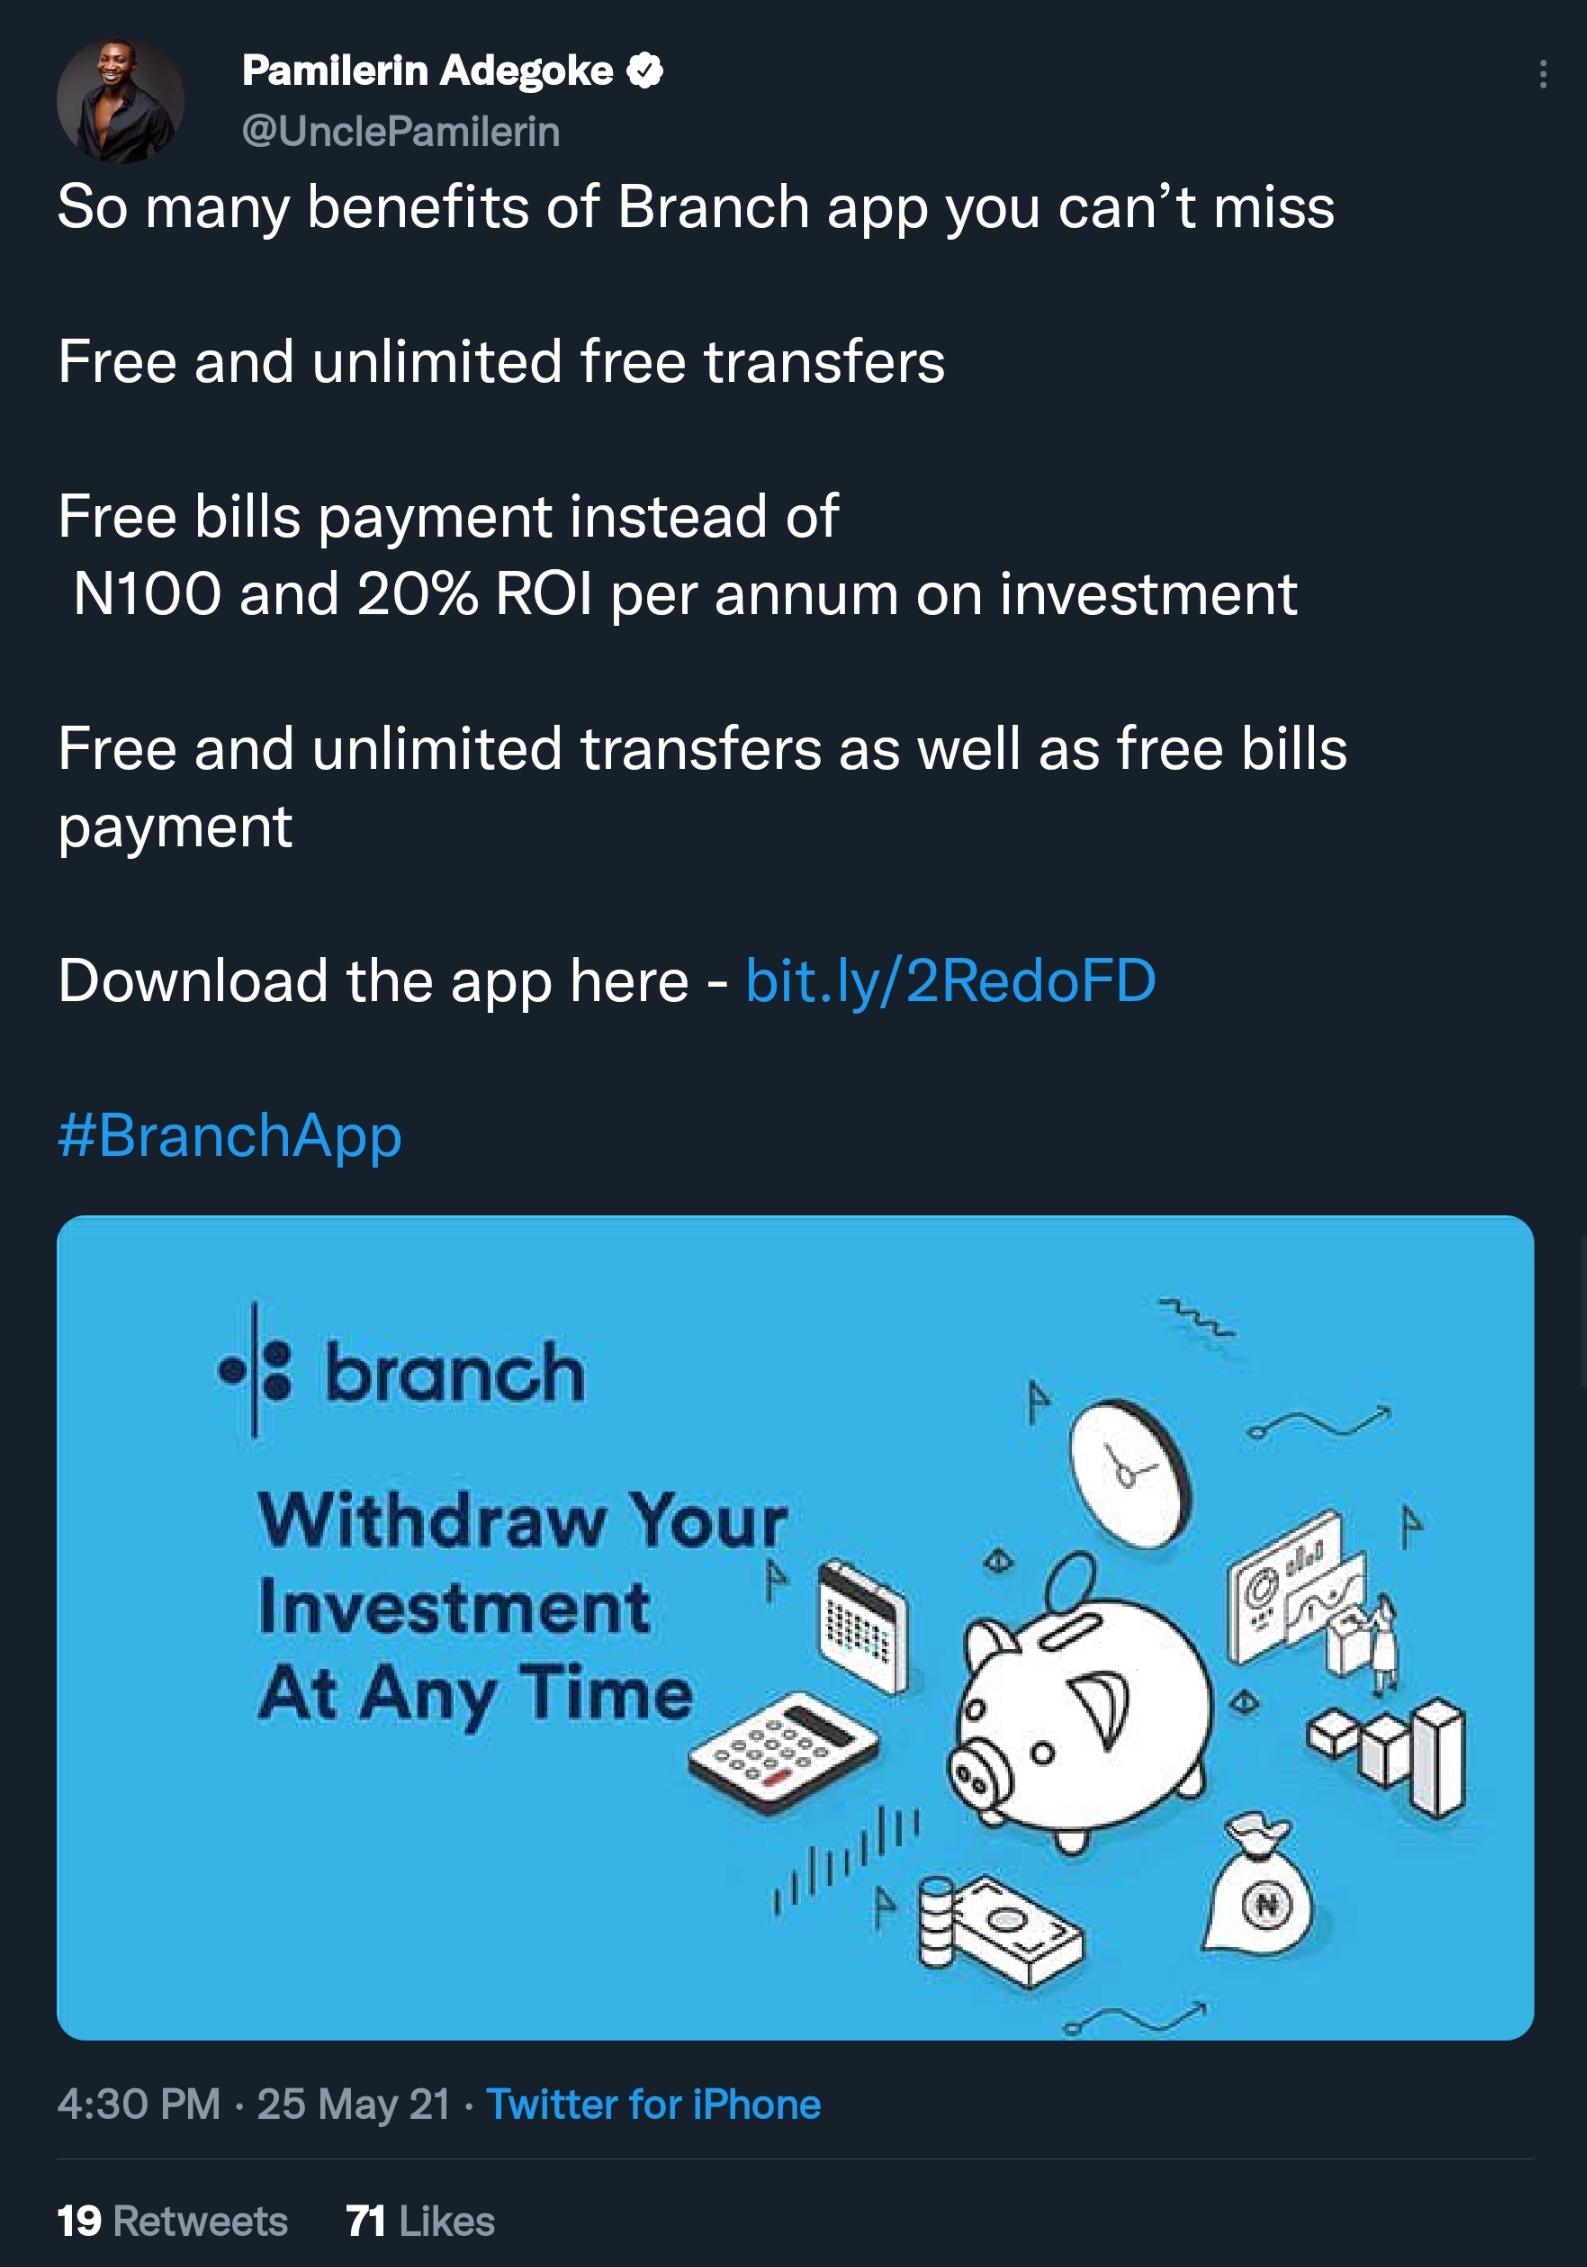 Pamilerin Adegoke
@UnclePamilerin
So many benefits of Branch app you can’t miss
Free and unlimited free transfers
Free bills payment instead of
N100 and 20% ROI per annum on investment
Free and unlimited transfers as well as free bills
payment
Download the app here - bit.ly/2RedoFD
#BranchApp
branch
Withdraw Your
Investment
At Any Time
₦
4:30 PM · 25 May 21 · Twitter for iPhone
19 Retweets 71 Likes